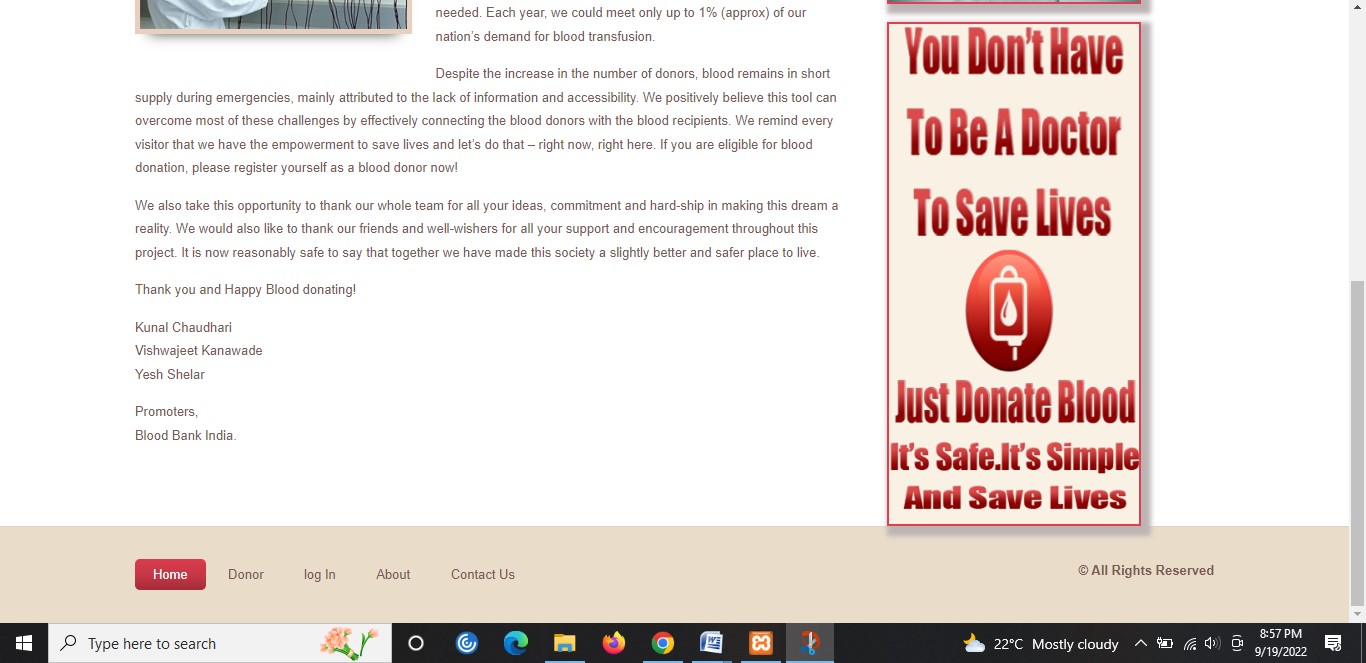 needed. Each year, we could meet only up to 1% (approx) of our
nation’s demand for blood transfusion.
Despite the increase in the number of donors, blood remains in short
supply during emergencies, mainly attributed to the lack of information and accessibility. We positively believe this tool can
overcome most of these challenges by effectively connecting the blood donors with the blood recipients. We remind every
visitor that we have the empowerment to save lives and let’s do that – right now, right here. If you are eligible for blood
donation, please register yourself as a blood donor now!
We also take this opportunity to thank our whole team for all your ideas, commitment and hard-ship in making this dream a
reality. We would also like to thank our friends and well-wishers for all your support and encouragement throughout this
project. It is now reasonably safe to say that together we have made this society a slightly better and safer place to live.
Thank you and Happy Blood donating!
Kunal Chaudhari
Vishwajeet Kanawade
Yesh Shelar
Promoters,
Blood Bank India.
You Don’t Have
To Be A Doctor
To Save Lives
Just Donate Blood
It’s Safe.It’s Simple
And Save Lives
Home Donor log In About Contact Us
© All Rights Reserved
Type here to search
22°C Mostly cloudy
8:57 PM
9/19/2022